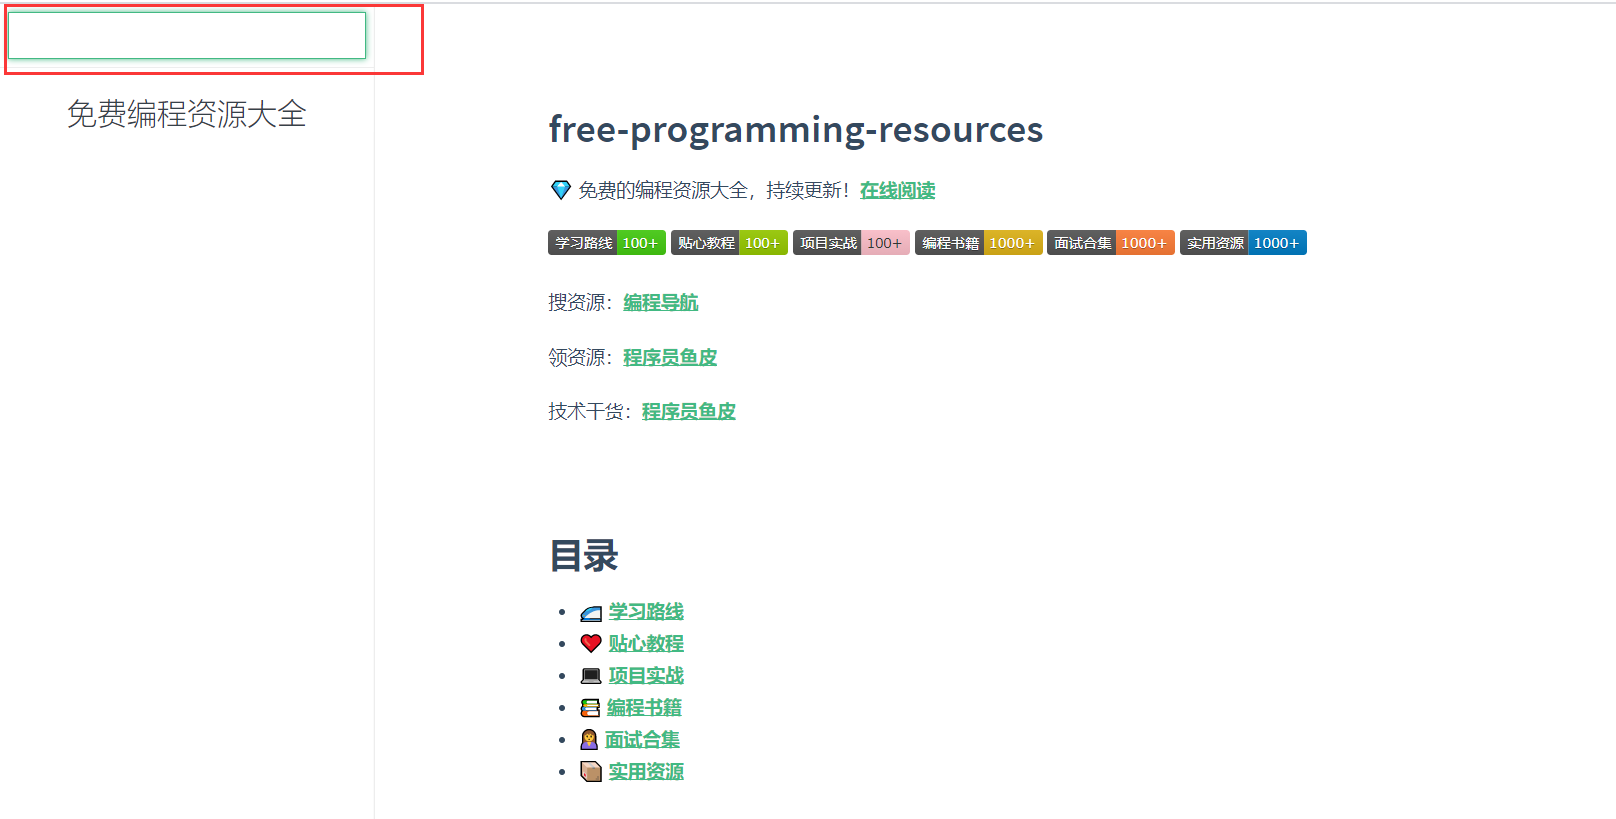 免费编程资源大全
free-programming-resources
免费的编程资源大全，持续更新！在线阅读
学习路线 100+ 贴心教程 100+ 项目实战 100+ 编程书籍 1000+ 面试合集 1000+ 实用资源 1000+
搜资源：编程导航
领资源：程序员鱼皮
技术干货：程序员鱼皮
目录
学习路线
贴心教程
项目实战
编程书籍
面试合集
实用资源